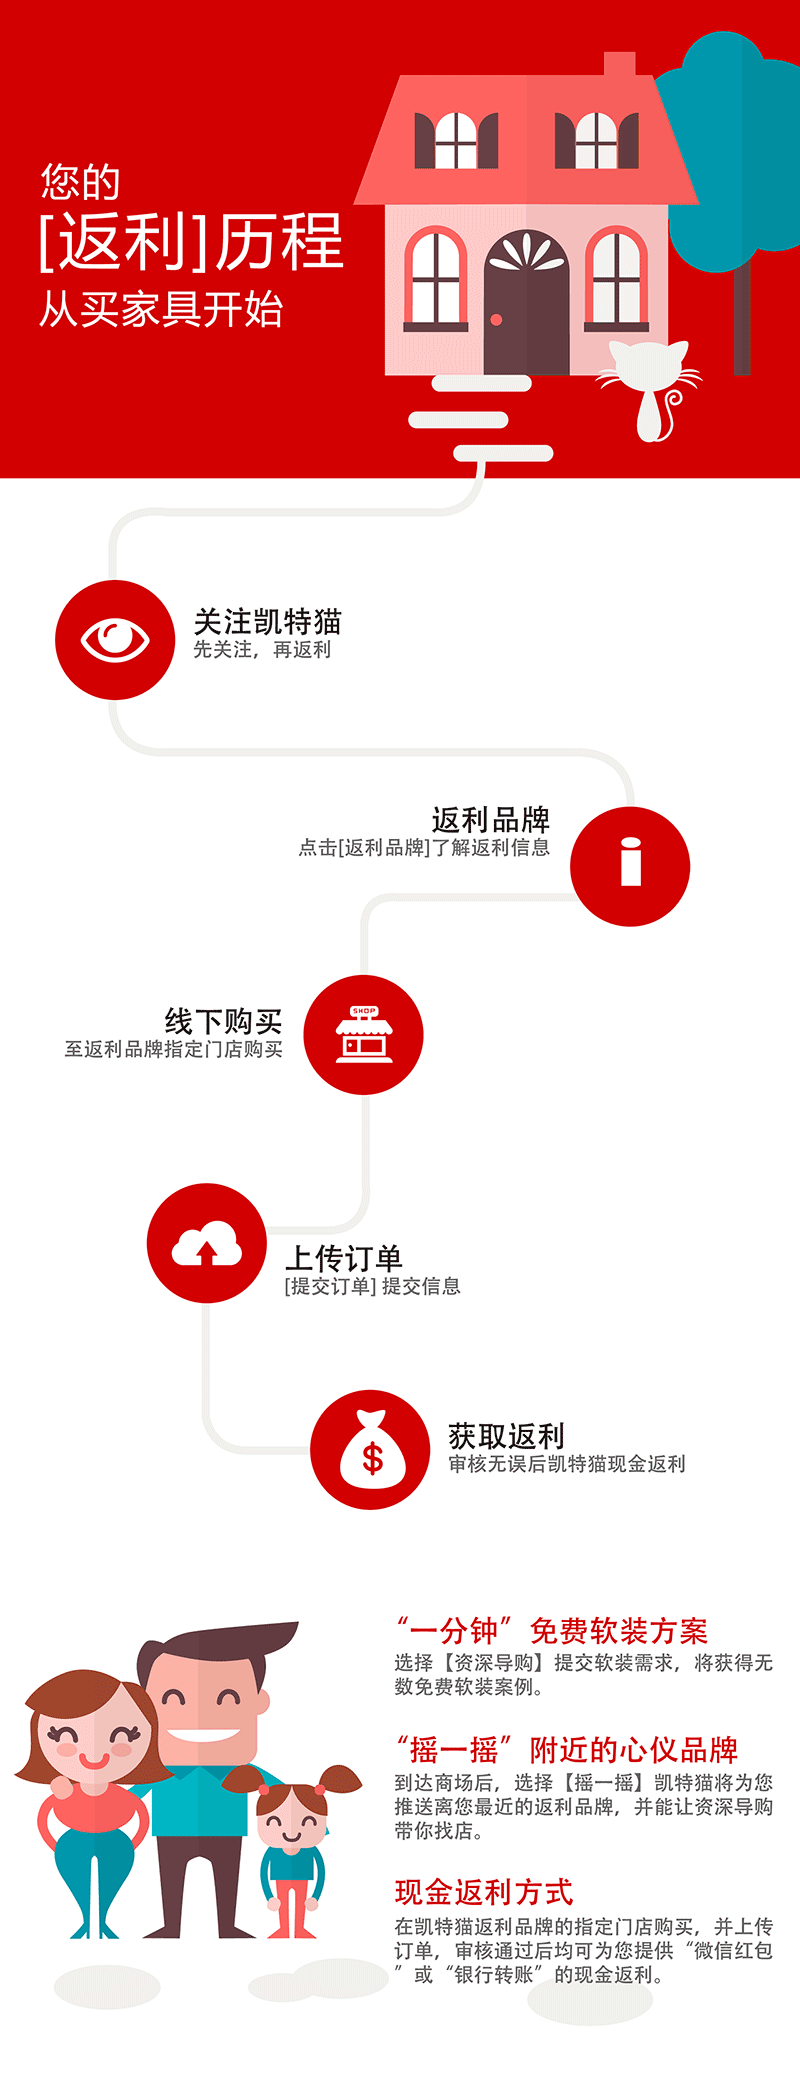 您的
[返利]历程
从买家具开始
关注凯特猫
先关注，再返利
返利品牌
点击[返利品牌]了解返利信息
i
SHOP
线下购买
至返利品牌指定门店购买
上传订单
[提交订单] 提交信息
$
获取返利
审核无误后凯特猫现金返利
“一分钟”免费软装方案
选择【资深导购】提交软装需求，将获得无
数免费软装案例。
“摇一摇”附近的心仪品牌
到达商场后，选择【摇一摇】凯特猫将为您
推送离您最近的返利品牌，并能让资深导购
带你找店。
现金返利方式
在凯特猫返利品牌的指定门店购买，并上传
订单，审核通过后均可为您提供“微信红包
”或“银行转账”的现金返利。